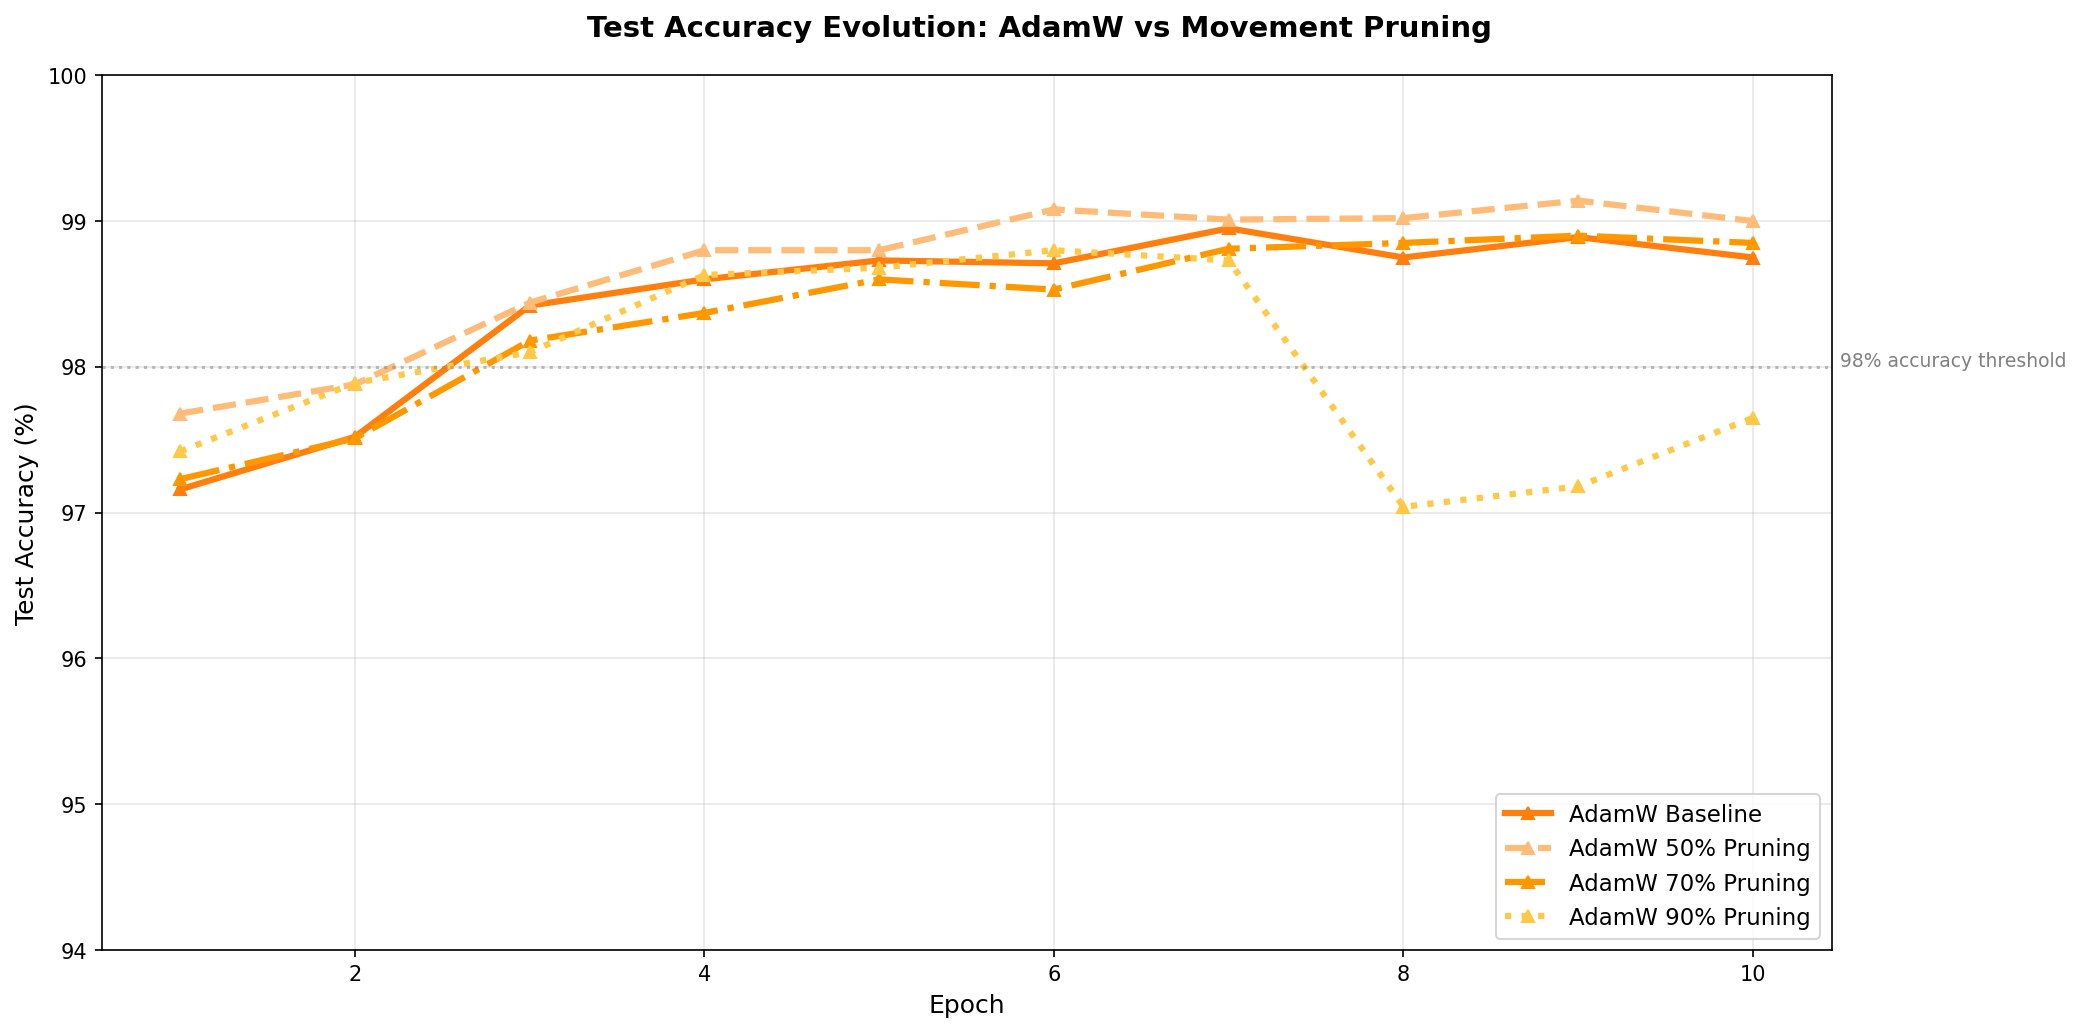 Test Accuracy Evolution: AdamW vs Movement Pruning
100
99
98
97
96
95
94
Test Accuracy (%)
98% accuracy threshold
AdamW Baseline
AdamW 50% Pruning
AdamW 70% Pruning
AdamW 90% Pruning
2 4 6 8 10
Epoch